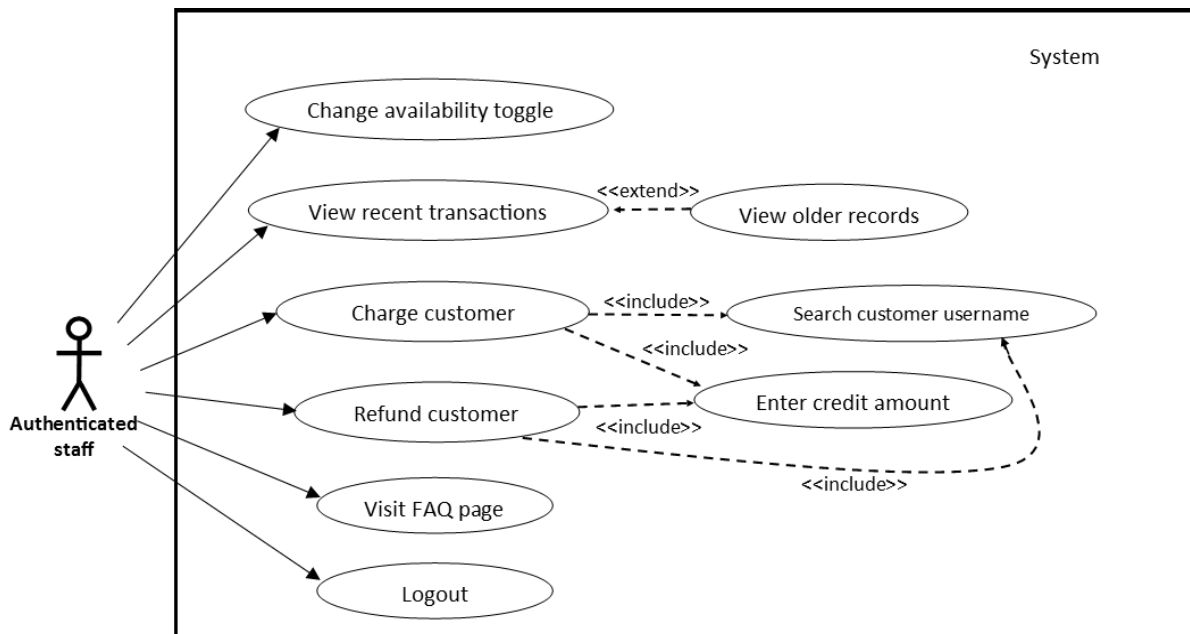 System
Change availability toggle
<<extend>>
View recent transactions
View older records
<<include>>
Charge customer
Search customer username
<<include>>
Enter credit amount
Refund customer
<<include>>
Authenticated
staff
<<include>>
Visit FAQ page
Logout